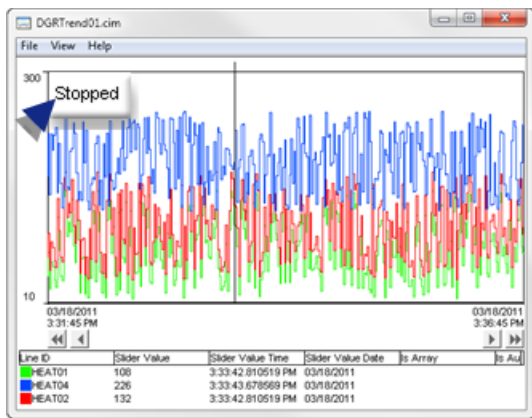 DGRTrend01.cim
File View Help
300
Stopped
10
03/18/2011
3:31:45 PM
03/18/2011
3:36:45 PM
Line ID Slider Value Slider Value Time Slider Value Date Is Array Is Au
HEAT01 108 3:33:42.810519 PM 03/18/2011
HEAT04 226 3:33:43.678569 PM 03/18/2011
HEAT02 132 3:33:42.810519 PM 03/18/2011